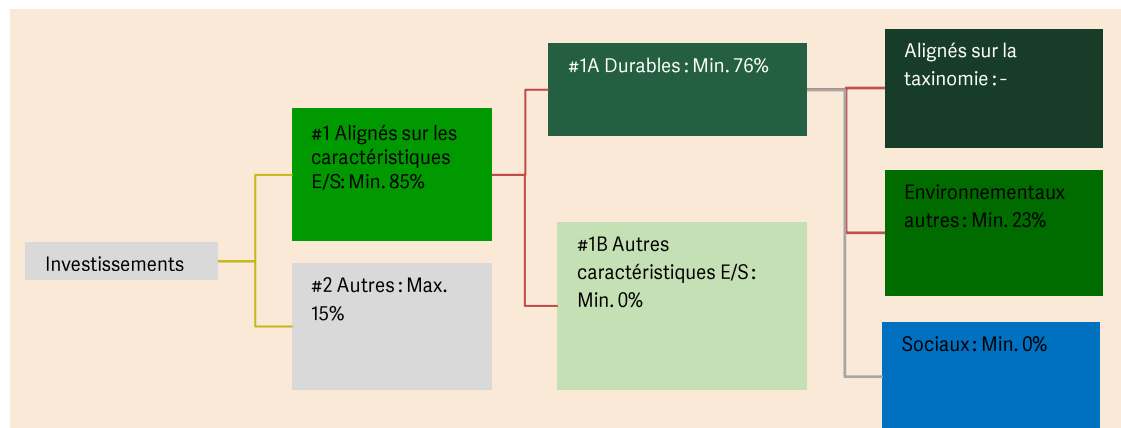 Investissements
#1 Alignés sur les
caractéristiques
E/S: Min. 85%
#2 Autres : Max.
15%
#1A Durables : Min. 76%
#1B Autres
caractéristiques E/S :
Min. 0%
Alignés sur la
taxinomie : -
Environnementaux
autres : Min. 23%
Sociaux : Min. 0%